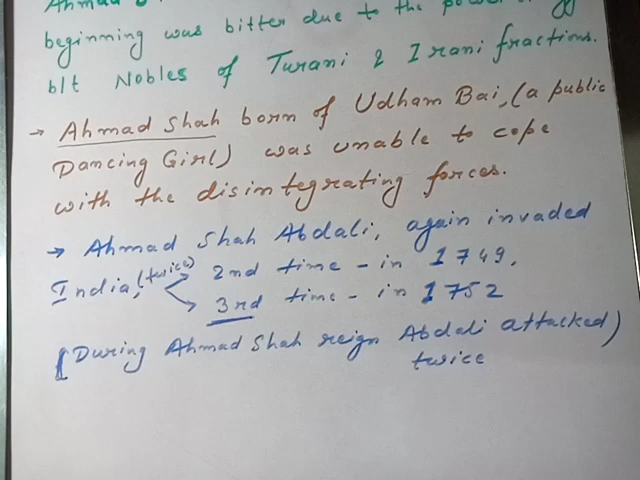 Ahmad
beginning was bitter due to the power
b/t Nobles of Turani & Irani fractions.
→ Ahmad Shah born of Udham Bai, (a public
Dancing Girl) was unable to cope
with the disintegrating forces.
→ Ahmad Shah Abdali, again invaded
India, (twice) → 2nd time - in 1749,
→ 3rd time - in 1752
(During Ahmad Shah reign Abdali attacked)
twice